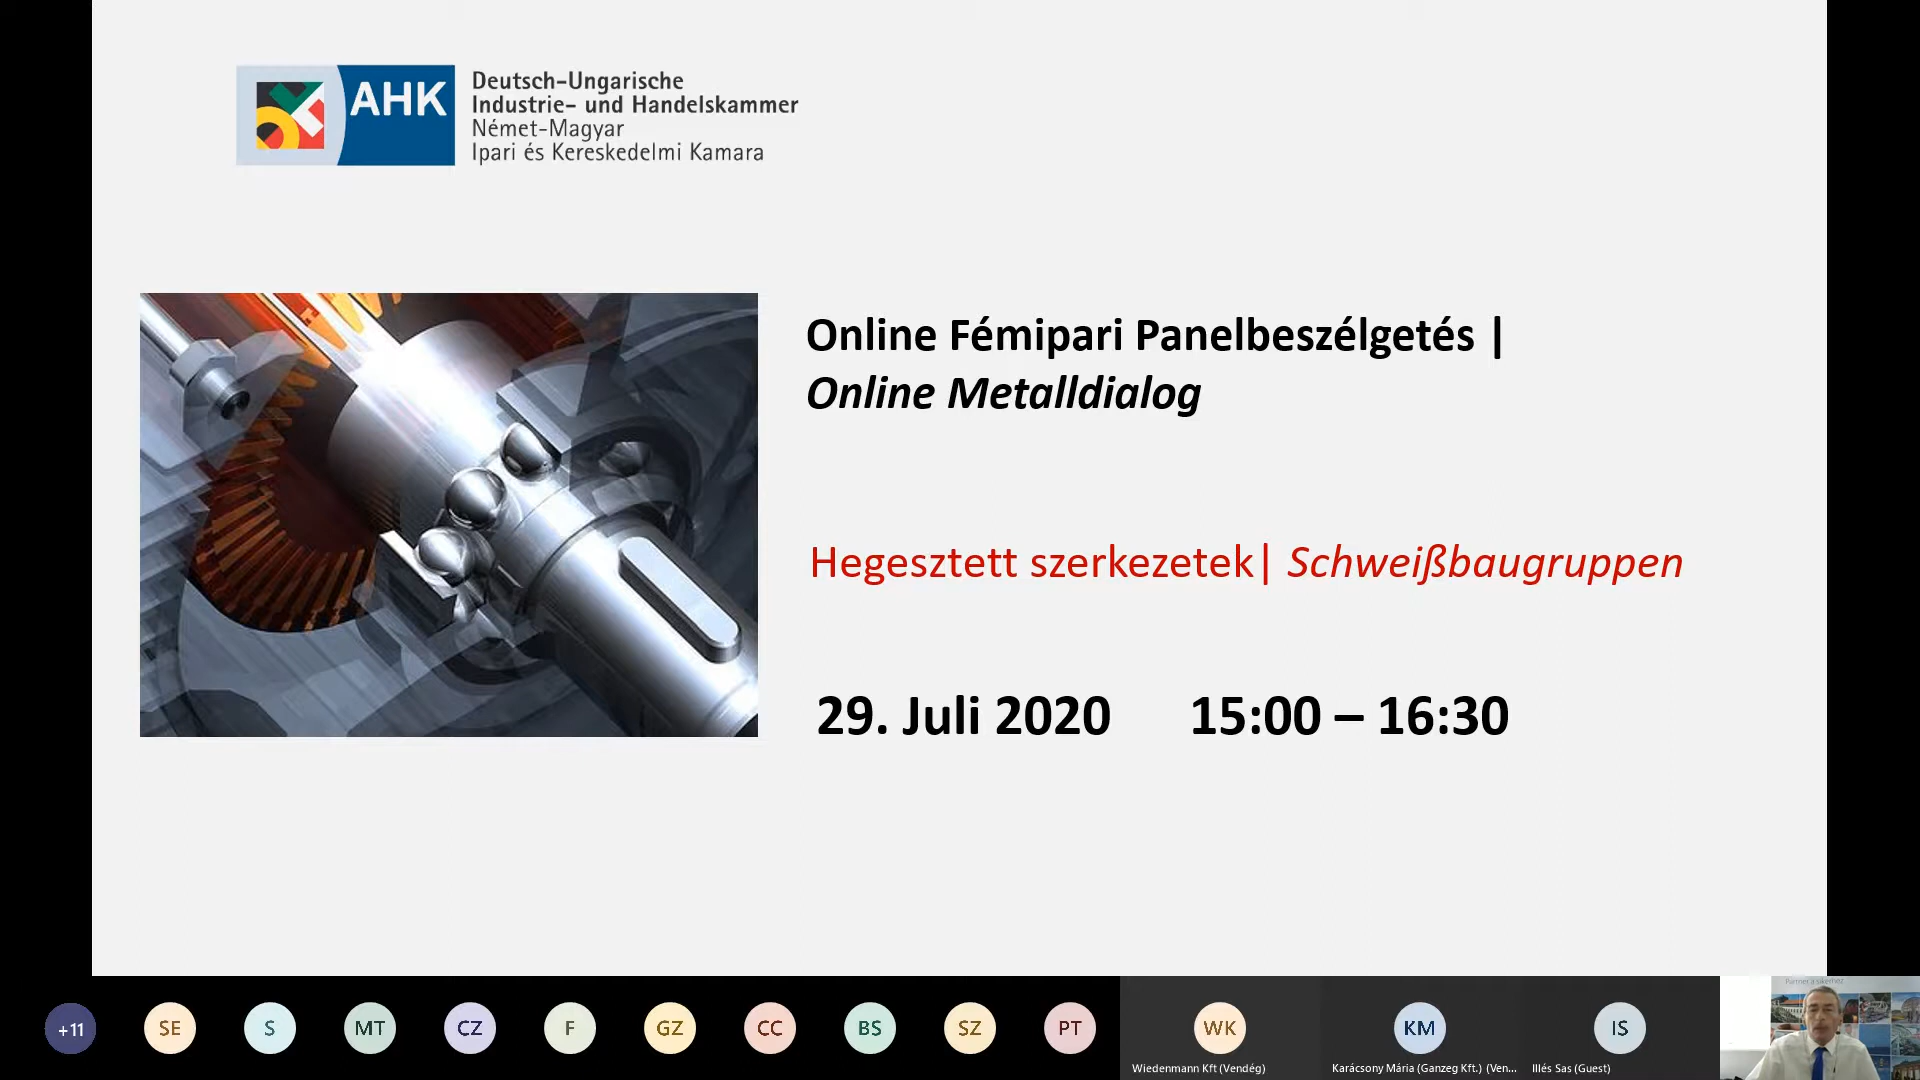 AHK
Deutsch-Ungarische
Industrie- und Handelskammer
Német-Magyar
Ipari és Kereskedelmi Kamara
Online Fémipari Panelbeszélgetés |
Online Metalldialog
Hegesztett szerkezetek| Schweißbaugruppen
29. Juli 2020 15:00 – 16:30
+11 SE S MT CZ F GZ CC BS SZ PT WK KM IS
Wiedenmann Kft (Vendég) Karácsony Mária (Ganzeg Kft.) (Ven... Illés Sas (Guest)
Partner a sikerhez